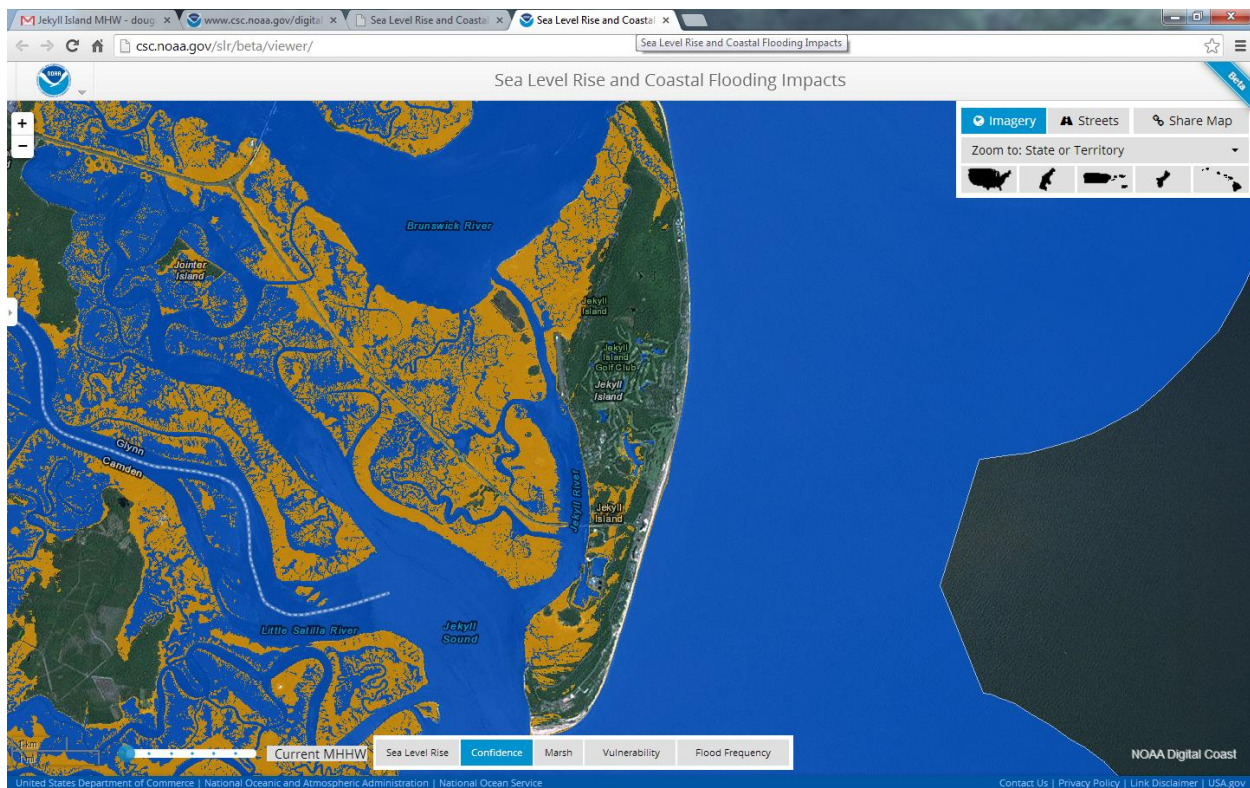 Jekyll Island MHW - doug
www.csc.noaa.gov/digital
Sea Level Rise and Coastal
Sea Level Rise and Coastal
csc.noaa.gov/slr/beta/viewer/
Sea Level Rise and Coastal Flooding Impacts
NOAA
Sea Level Rise and Coastal Flooding Impacts
Beta
+
−
Imagery
Streets
Share Map
Zoom to: State or Territory
Brunswick River
Jointer
Island
Jekyll
Island
Jekyll
Island
Golf Club
Jekyll
Island
Glynn
Camden
Jekyll River
Jekyll
Island
Little Satilla River
Jekyll
Sound
1 km
1 mi
Current MHHW
Sea Level Rise
Confidence
Marsh
Vulnerability
Flood Frequency
NOAA Digital Coast
United States Department of Commerce | National Oceanic and Atmospheric Administration | National Ocean Service
Contact Us | Privacy Policy | Link Disclaimer | USA.gov